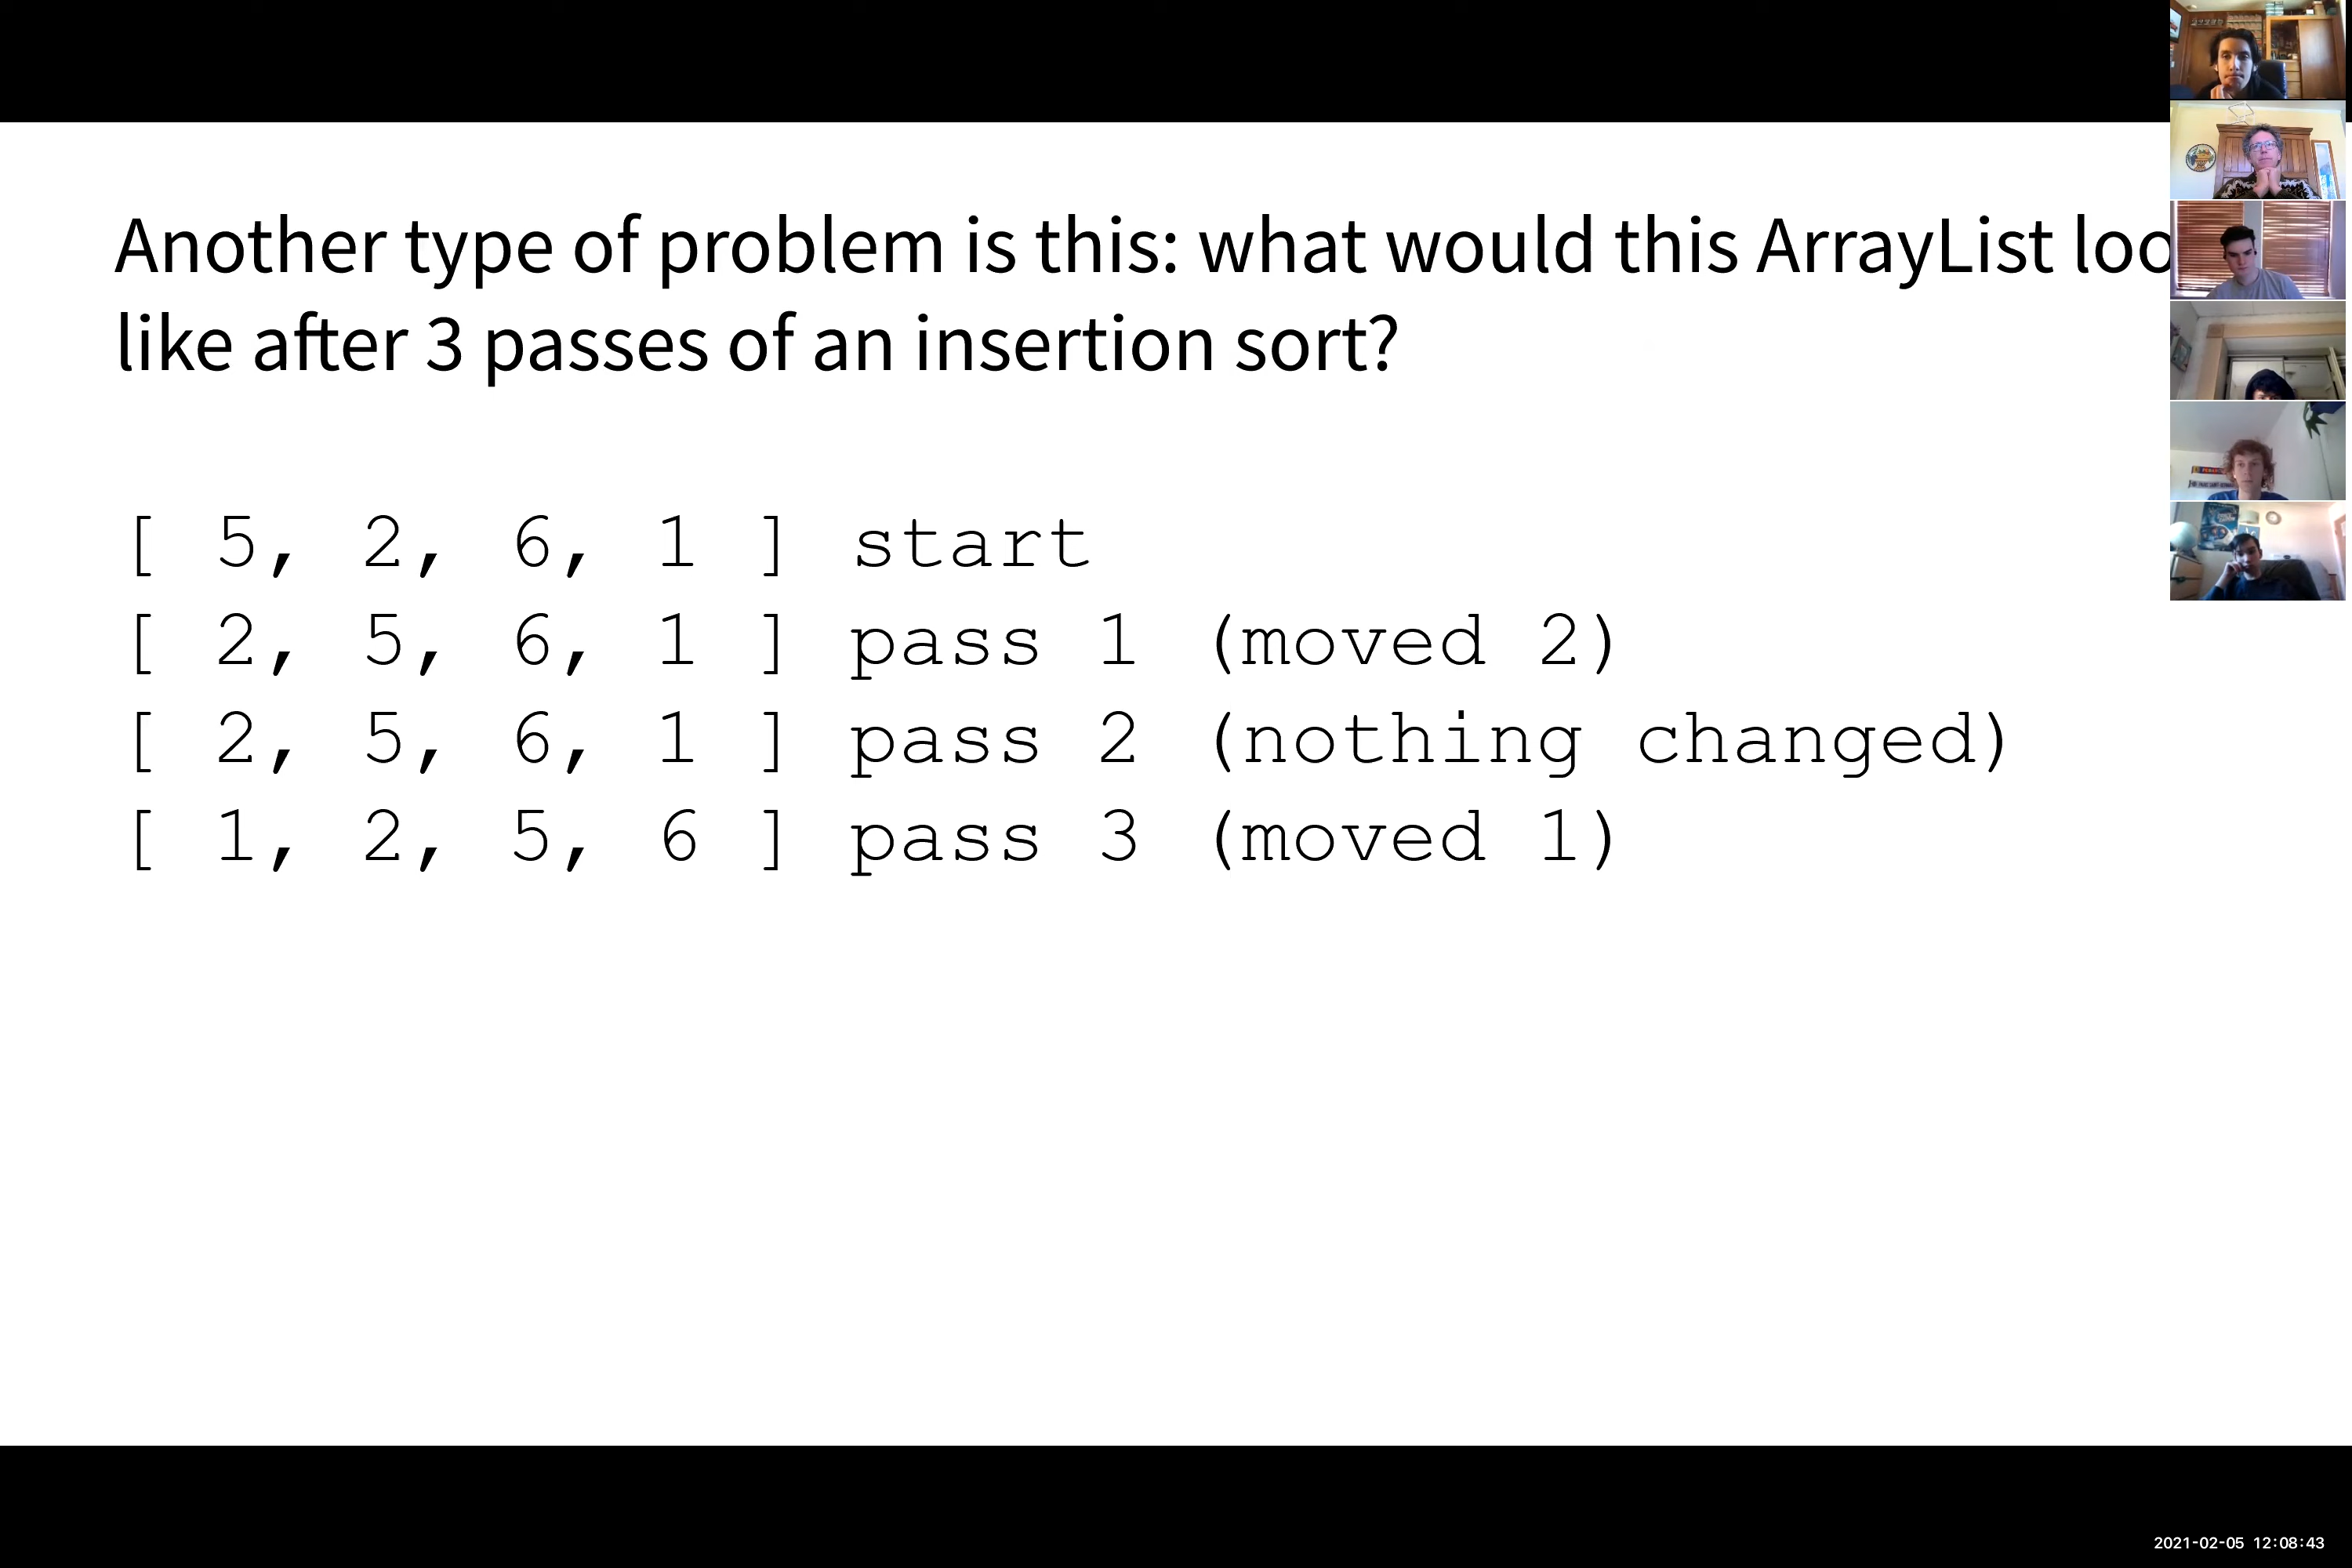 Another type of problem is this: what would this ArrayList loo
like after 3 passes of an insertion sort?
[ 5, 2, 6, 1 ] start
[ 2, 5, 6, 1 ] pass 1 (moved 2)
[ 2, 5, 6, 1 ] pass 2 (nothing changed)
[ 1, 2, 5, 6 ] pass 3 (moved 1)
2021-02-05 12:08:43